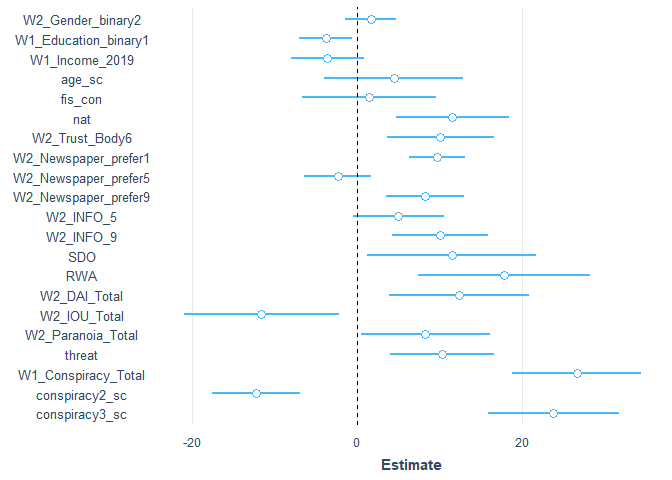 W2_Gender_binary2
W1_Education_binary1
W1_Income_2019
age_sc
fis_con
nat
W2_Trust_Body6
W2_Newspaper_prefer1
W2_Newspaper_prefer5
W2_Newspaper_prefer9
W2_INFO_5
W2_INFO_9
SDO
RWA
W2_DAI_Total
W2_IOU_Total
W2_Paranoia_Total
threat
W1_Conspiracy_Total
conspiracy2_sc
conspiracy3_sc
-20 0 20
Estimate